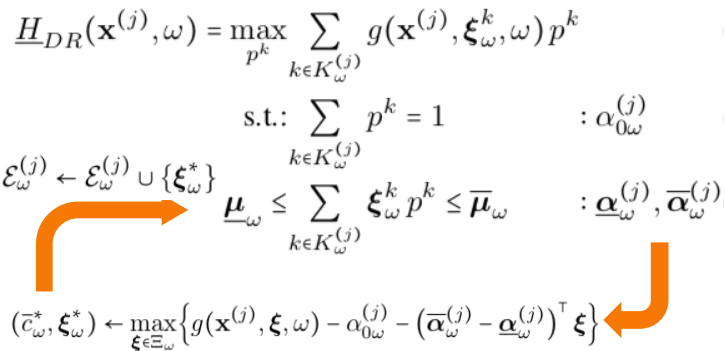 $\underline{H}_{DR}(\mathbf{x}^{(j)}, \omega) = \max_{p^k} \sum_{k \in K_\omega^{(j)}} g(\mathbf{x}^{(j)}, \boldsymbol{\xi}_\omega^k, \omega) p^k$
$\text{s.t.:} \sum_{k \in K_\omega^{(j)}} p^k = 1 \quad : \alpha_{0\omega}^{(j)}$
$\mathcal{E}_\omega^{(j)} \leftarrow \mathcal{E}_\omega^{(j)} \cup \{\boldsymbol{\xi}_\omega^*\}$
$\underline{\boldsymbol{\mu}}_\omega \leq \sum_{k \in K_\omega^{(j)}} \boldsymbol{\xi}_\omega^k p^k \leq \overline{\boldsymbol{\mu}}_\omega \quad : \underline{\boldsymbol{\alpha}}_\omega^{(j)}, \overline{\boldsymbol{\alpha}}_\omega^{(j)}$
$(\overline{c}_\omega^*, \boldsymbol{\xi}_\omega^*) \leftarrow \max_{\boldsymbol{\xi} \in \Xi_\omega} \left\{ g(\mathbf{x}^{(j)}, \boldsymbol{\xi}, \omega) - \alpha_{0\omega}^{(j)} - \left( \overline{\boldsymbol{\alpha}}_\omega^{(j)} - \underline{\boldsymbol{\alpha}}_\omega^{(j)} \right)^\top \boldsymbol{\xi} \right\}$